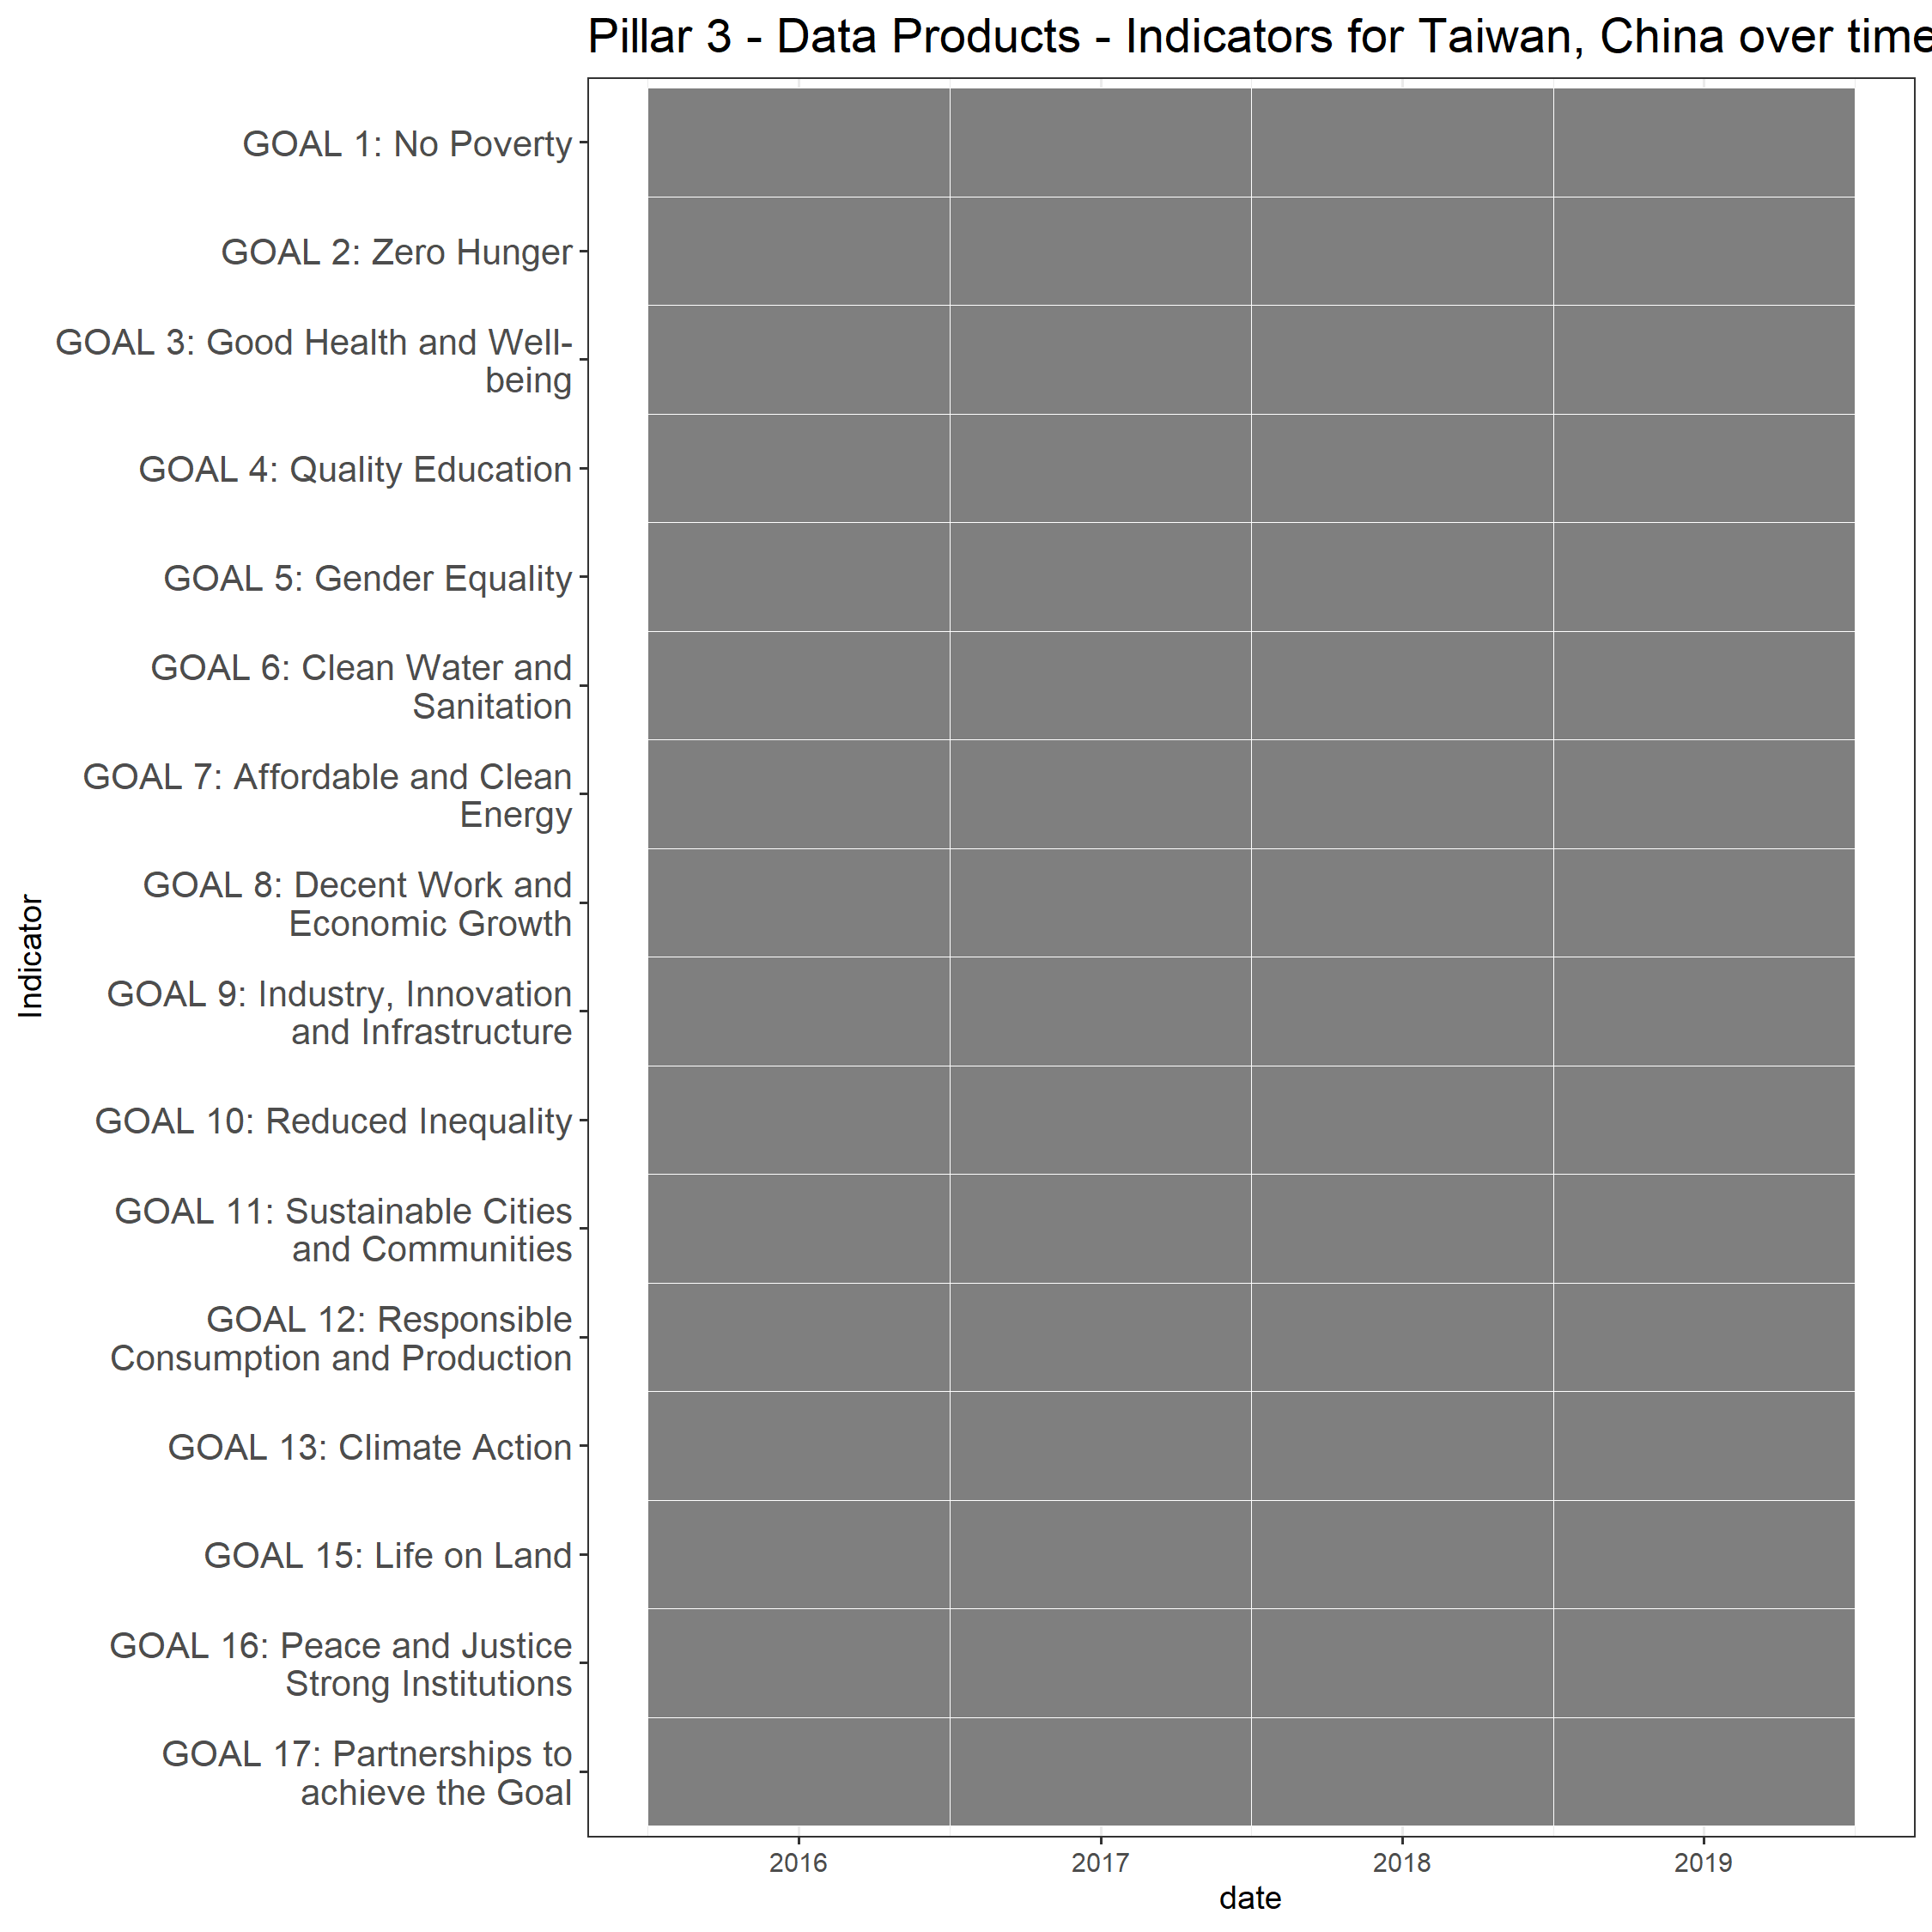 Pillar 3 - Data Products - Indicators for Taiwan, China over time
GOAL 1: No Poverty
GOAL 2: Zero Hunger
GOAL 3: Good Health and Well-
being
GOAL 4: Quality Education
GOAL 5: Gender Equality
GOAL 6: Clean Water and
Sanitation
GOAL 7: Affordable and Clean
Energy
GOAL 8: Decent Work and
Economic Growth
GOAL 9: Industry, Innovation
and Infrastructure
GOAL 10: Reduced Inequality
GOAL 11: Sustainable Cities
and Communities
GOAL 12: Responsible
Consumption and Production
GOAL 13: Climate Action
GOAL 15: Life on Land
GOAL 16: Peace and Justice
Strong Institutions
GOAL 17: Partnerships to
achieve the Goal
Indicator
2016 2017 2018 2019
date